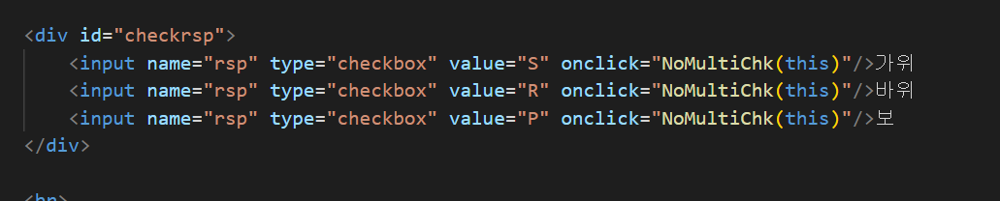 <div id="checkrsp">
<input name="rsp" type="checkbox" value="S" onclick="NoMultiChk(this)"/>가위
<input name="rsp" type="checkbox" value="R" onclick="NoMultiChk(this)"/>바위
<input name="rsp" type="checkbox" value="P" onclick="NoMultiChk(this)"/>보
</div>